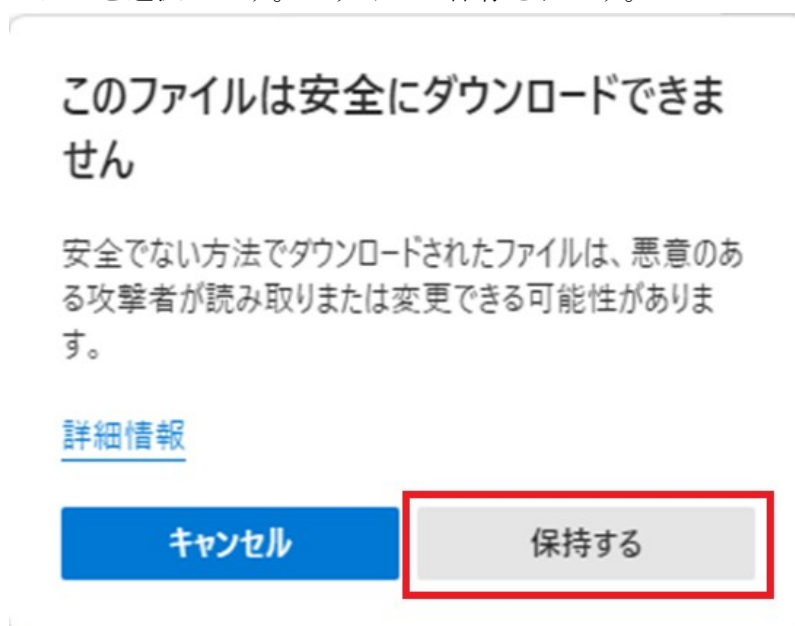 このファイルは安全にダウンロードできま
せん
安全でない方法でダウンロードされたファイルは、悪意のあ
る攻撃者が読み取りまたは変更できる可能性がありま
す。
詳細情報
キャンセル
保持する